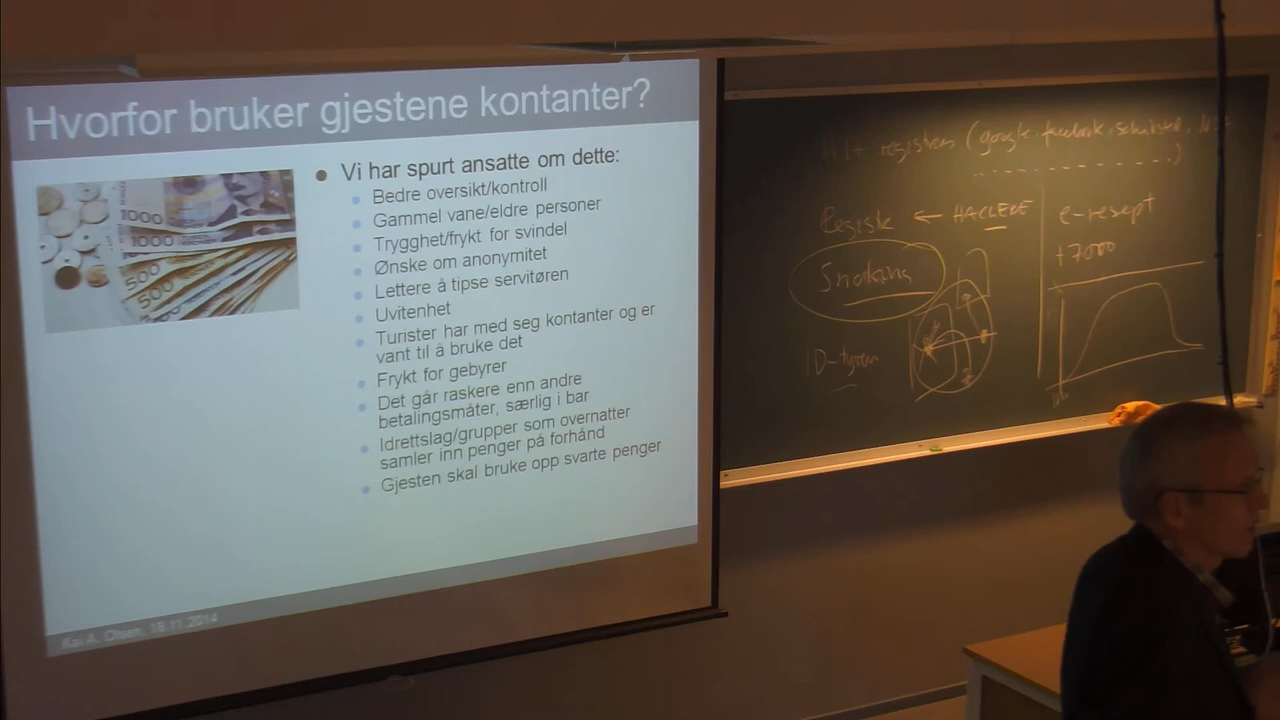 Hvorfor bruker gjestene kontanter?
Vi har spurt ansatte om dette:
Bedre oversikt/kontroll
Gammel vane/eldre personer
Trygghet/frykt for svindel
Ønske om anonymitet
Lettere å tipse servitøren
Uvitenhet
Turister har med seg kontanter og er
vant til å bruke det
Frykt for gebyrer
Det går raskere enn andre
betalingsmåter, særlig i bar
Idrettslag/grupper som overnatter
samler inn penger på forhånd
Gjesten skal bruke opp svarte penger
1000
1000
500
500
Kai A. Olsen, 18.11.2014
(google, facebook,
← HACLEDE
Snoking
ID-tyveri
e-resept
+7000